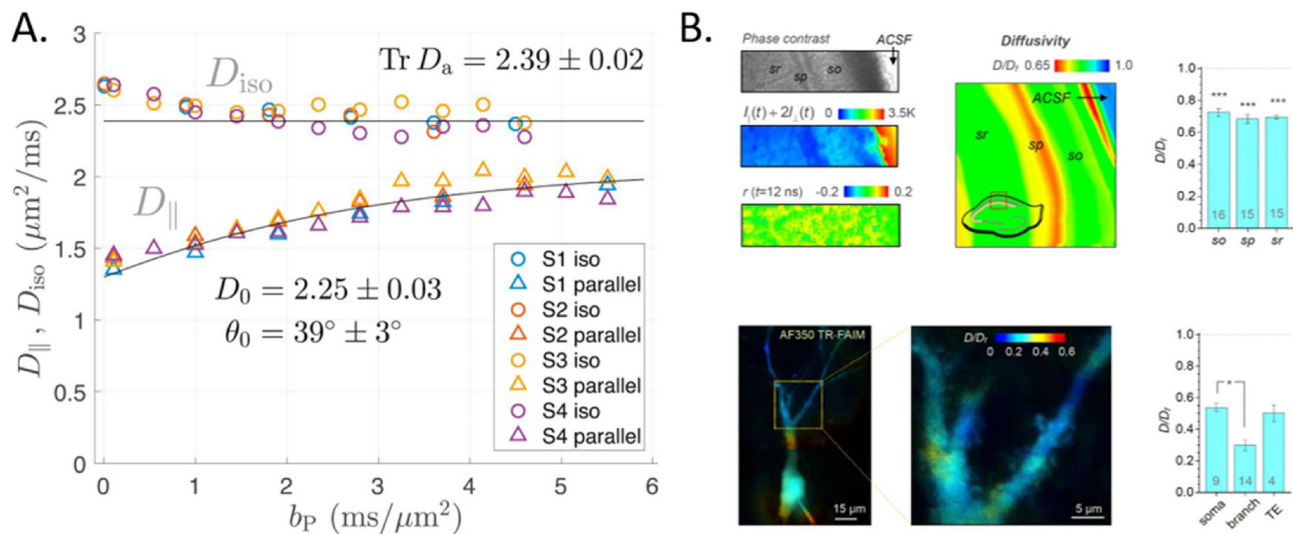 A.
Tr D_a = 2.39 ± 0.02
D_iso
D_∥
D_0 = 2.25 ± 0.03
θ_0 = 39° ± 3°
S1 iso
S1 parallel
S2 iso
S2 parallel
S3 iso
S3 parallel
S4 iso
S4 parallel
D_∥ , D_iso (μm²/ms)
3
2.5
2
1.5
1
0.5
0
0 1 2 3 4 5 6
b_P (ms/μm²)
B.
Phase contrast
ACSF
sr sp so
I_∥(t)+2I_⊥(t) 0 3.5K
r (t=12 ns) -0.2 0.2
Diffusivity
D/D_f 0.65 1.0
ACSF
sr sp so
D/D_f
1.0
0.8
0.6
0.4
0.2
0.0
*** *** ***
16 15 15
so sp sr
AF350 TR-FAIM
15 μm
D/D_f
0 0.2 0.4 0.6
5 μm
D/D_f
1.0
0.8
0.6
0.4
0.2
0.0
*
9 14 4
soma branch TE